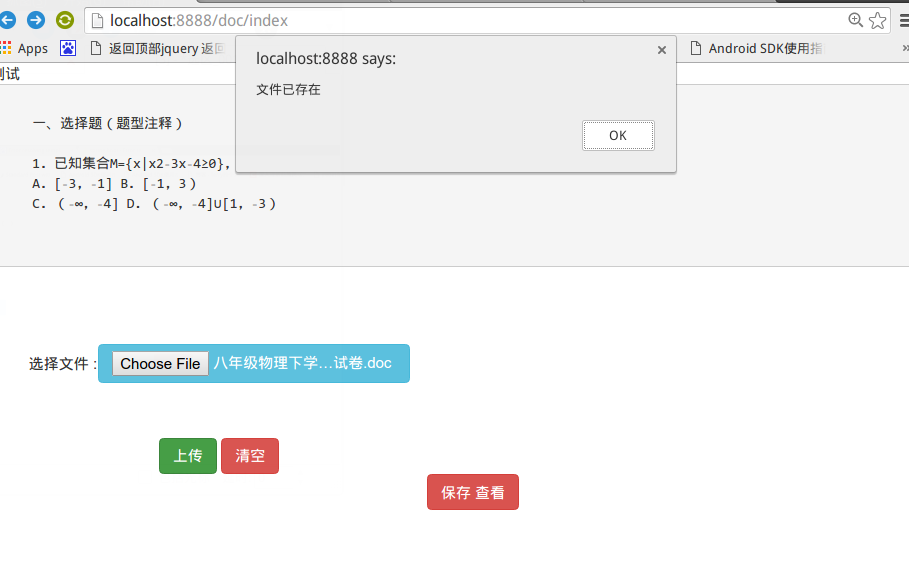 localhost:8888/doc/index
Apps
返回顶部jquery 返回
Android SDK使用指
localhost:8888 says:
文件已存在
OK
测试
一、选择题（题型注释）
1. 已知集合M={x|x2-3x-4≥0},
A. [-3, -1] B. [-1, 3）
C. （-∞, -4] D. （-∞, -4]∪[1, -3）
选择文件 :
Choose File 八年级物理下学…试卷.doc
上传 清空
保存 查看